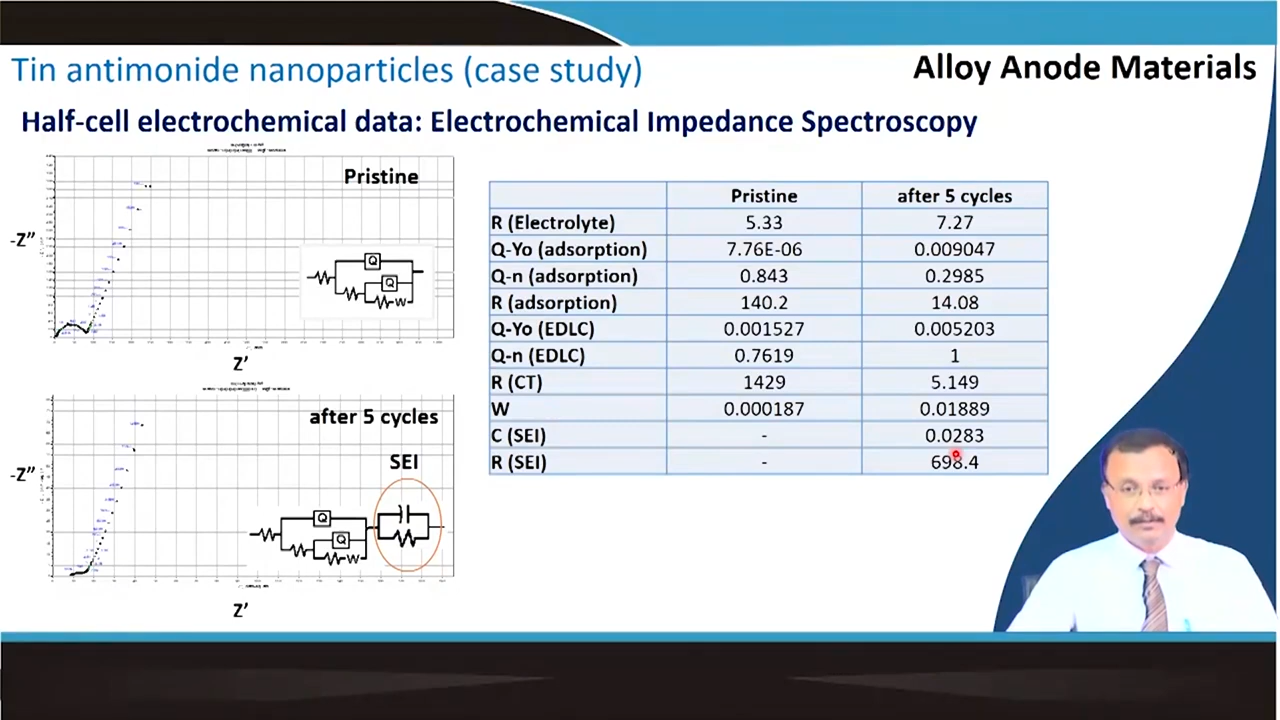 Tin antimonide nanoparticles (case study)
Alloy Anode Materials
Half-cell electrochemical data: Electrochemical Impedance Spectroscopy
Pristine
-Z”
Q
Q
W
Z’
after 5 cycles
SEI
-Z”
Q
Q
W
Z’
Pristine after 5 cycles
R (Electrolyte) 5.33 7.27
Q-Yo (adsorption) 7.76E-06 0.009047
Q-n (adsorption) 0.843 0.2985
R (adsorption) 140.2 14.08
Q-Yo (EDLC) 0.001527 0.005203
Q-n (EDLC) 0.7619 1
R (CT) 1429 5.149
W 0.000187 0.01889
C (SEI) - 0.0283
R (SEI) - 698.4